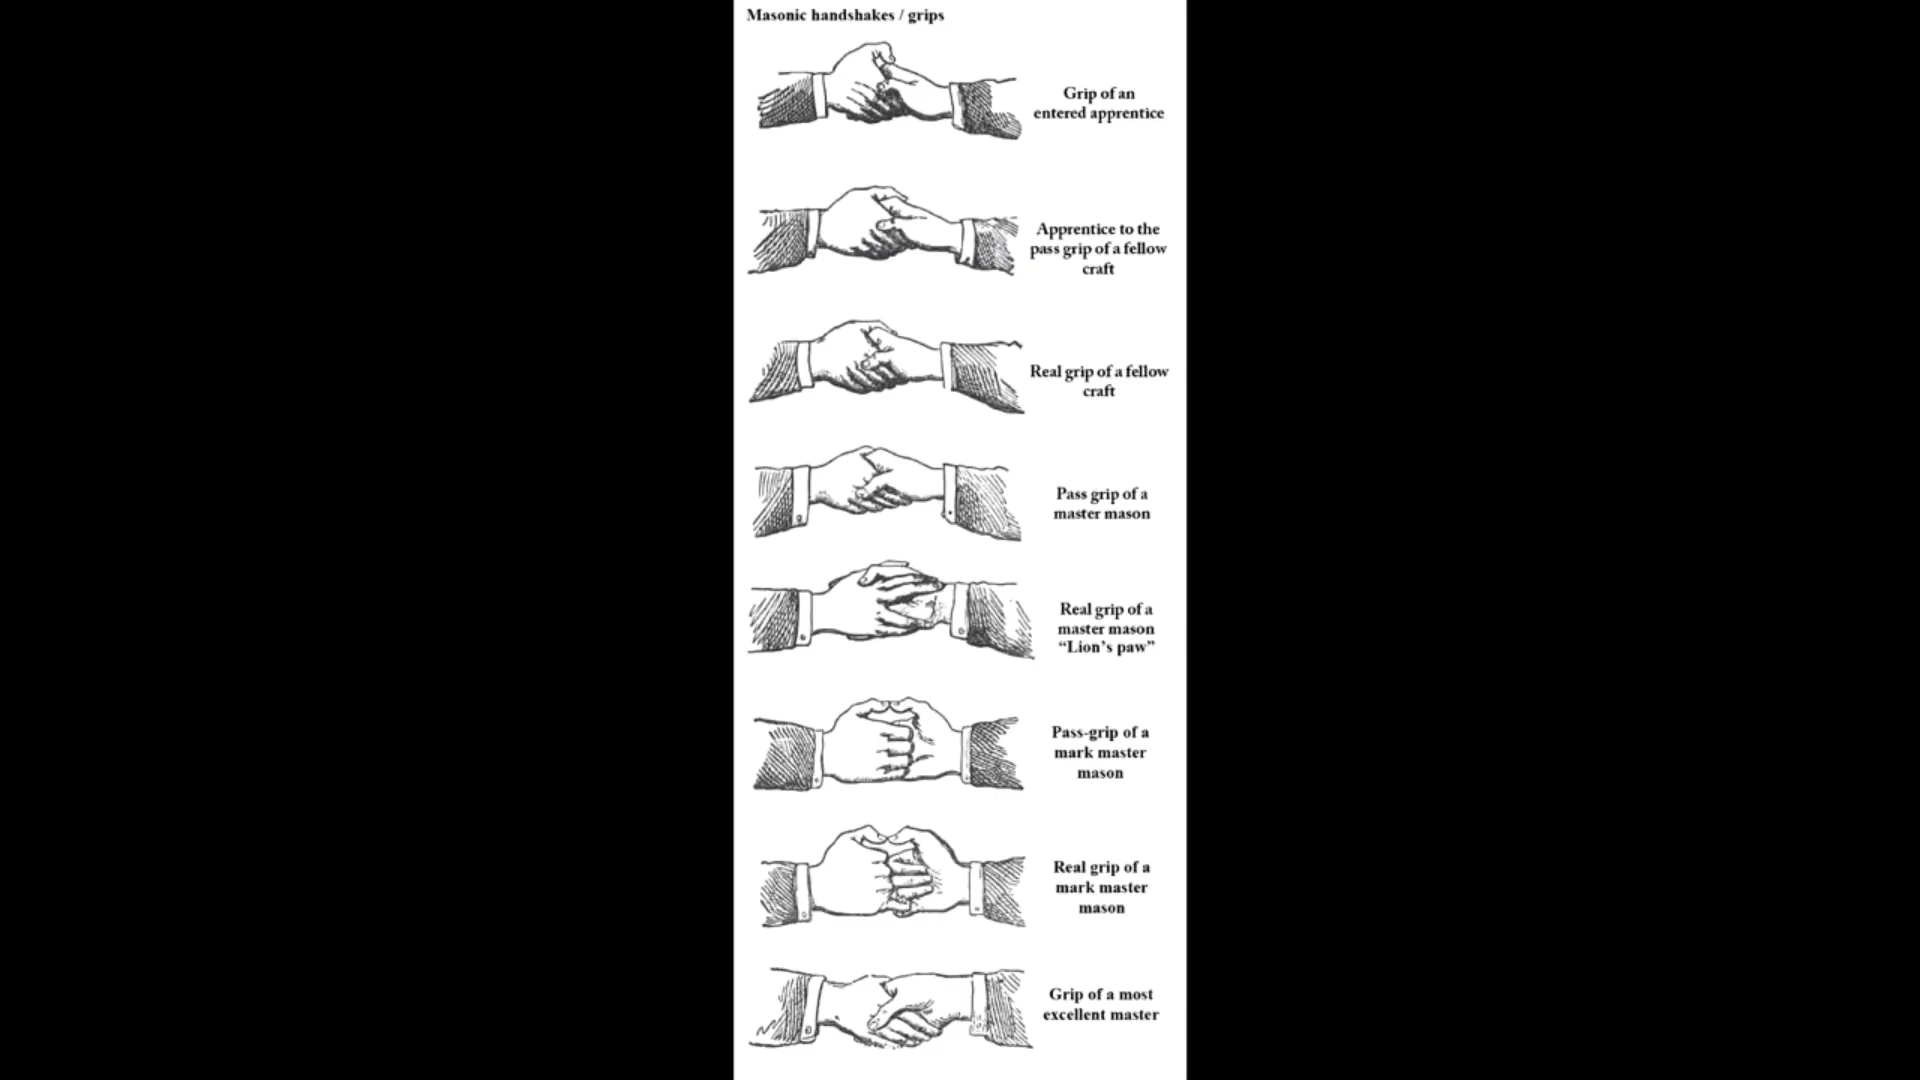 Masonic handshakes / grips
Grip of an
entered apprentice
Apprentice to the
pass grip of a fellow
craft
Real grip of a fellow
craft
Pass grip of a
master mason
Real grip of a
master mason
“Lion’s paw”
Pass-grip of a
mark master
mason
Real grip of a
mark master
mason
Grip of a most
excellent master